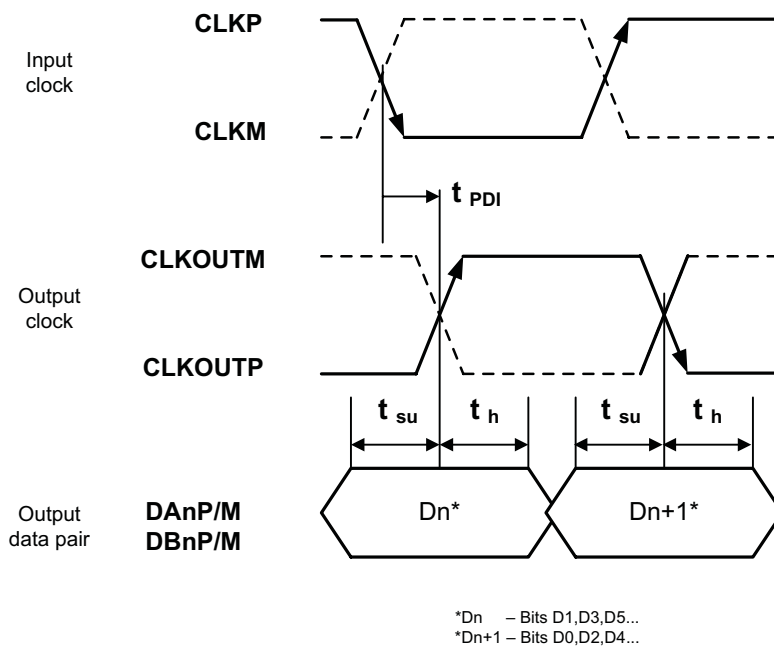 CLKP
Input
clock
CLKM
t PDI
CLKOUTM
Output
clock
CLKOUTP
t su
t h
t su
t h
Output
data pair
DAnP/M
DBnP/M
Dn*
Dn+1*
*Dn – Bits D1,D3,D5...
*Dn+1 – Bits D0,D2,D4...